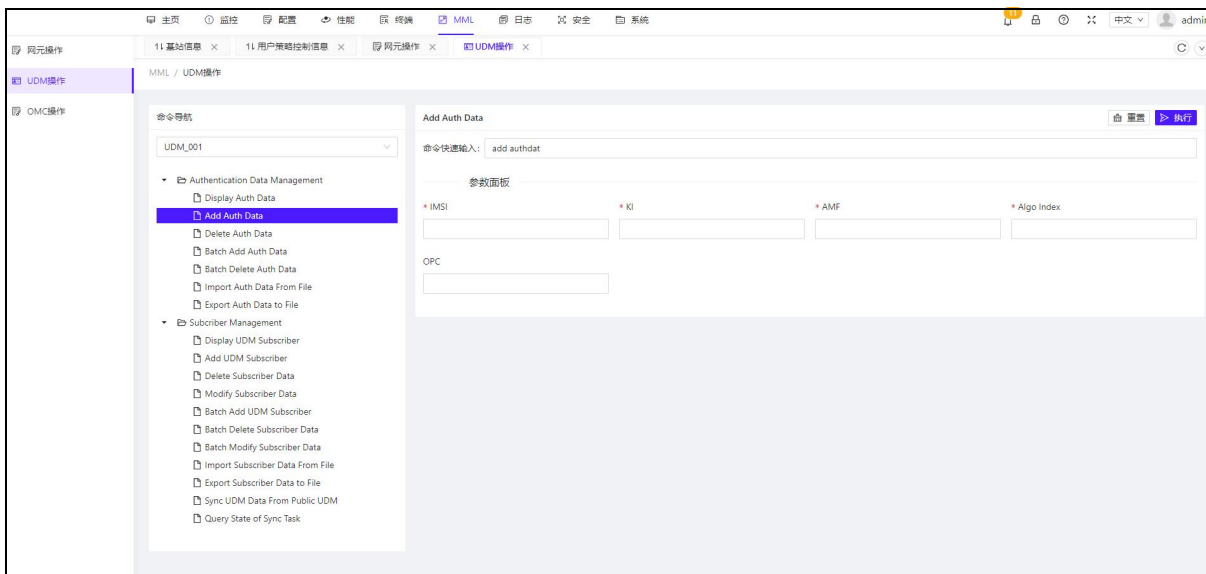 主页 监控 配置 性能 终端 MML 日志 安全 系统 11 中文 admin
网元操作
UDM操作
OMC操作
基站信息 用户策略控制信息 网元操作 UDM操作
MML / UDM操作
命令导航
UDM_001
Authentication Data Management
Display Auth Data
Add Auth Data
Delete Auth Data
Batch Add Auth Data
Batch Delete Auth Data
Import Auth Data From File
Export Auth Data to File
Subcriber Management
Display UDM Subscriber
Add UDM Subscriber
Delete Subscriber Data
Modify Subscriber Data
Batch Add UDM Subscriber
Batch Delete Subscriber Data
Batch Modify Subscriber Data
Import Subscriber Data From File
Export Subscriber Data to File
Sync UDM Data From Public UDM
Query State of Sync Task
Add Auth Data 重置 执行
命令快速输入: add authdat
参数面板
* IMSI * KI * AMF * Algo Index
OPC